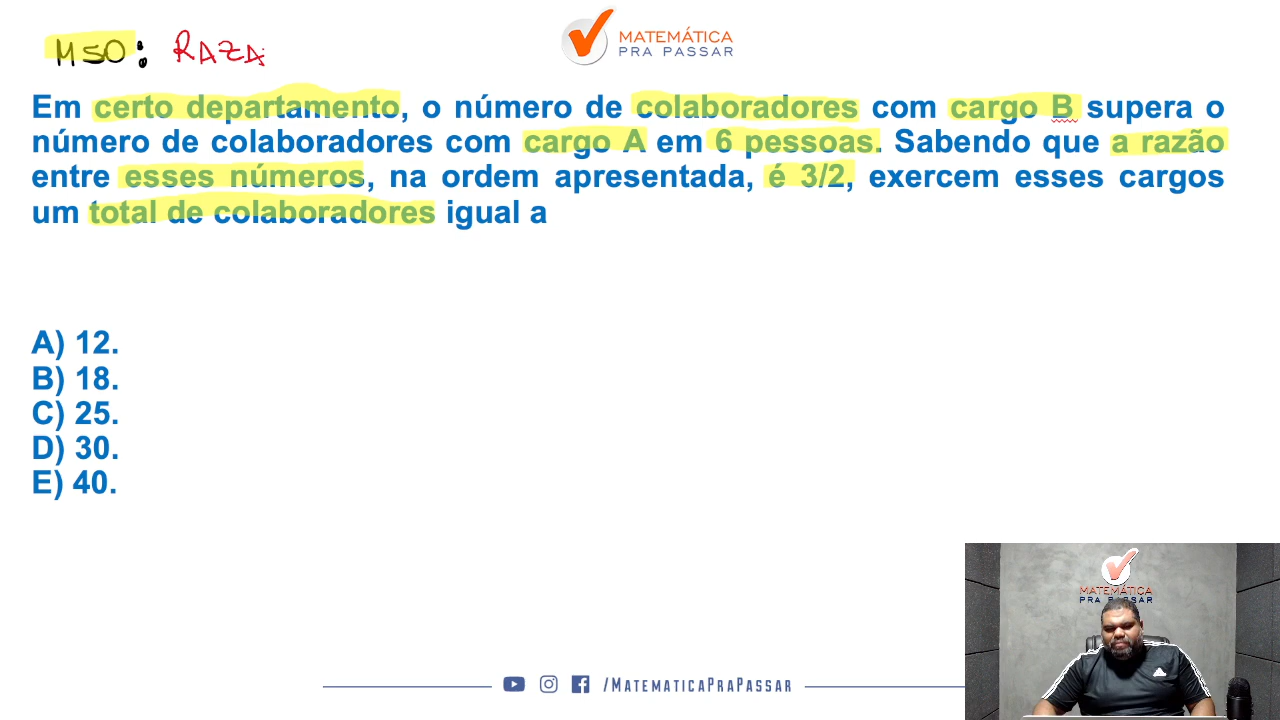 MSO: RAZA
MATEMÁTICA
PRA PASSAR
Em certo departamento, o número de colaboradores com cargo B supera o
número de colaboradores com cargo A em 6 pessoas. Sabendo que a razão
entre esses números, na ordem apresentada, é 3/2, exercem esses cargos
um total de colaboradores igual a
A) 12.
B) 18.
C) 25.
D) 30.
E) 40.
MATEMÁTICA
PRA PASSAR
/MATEMATICAPRAPASSAR